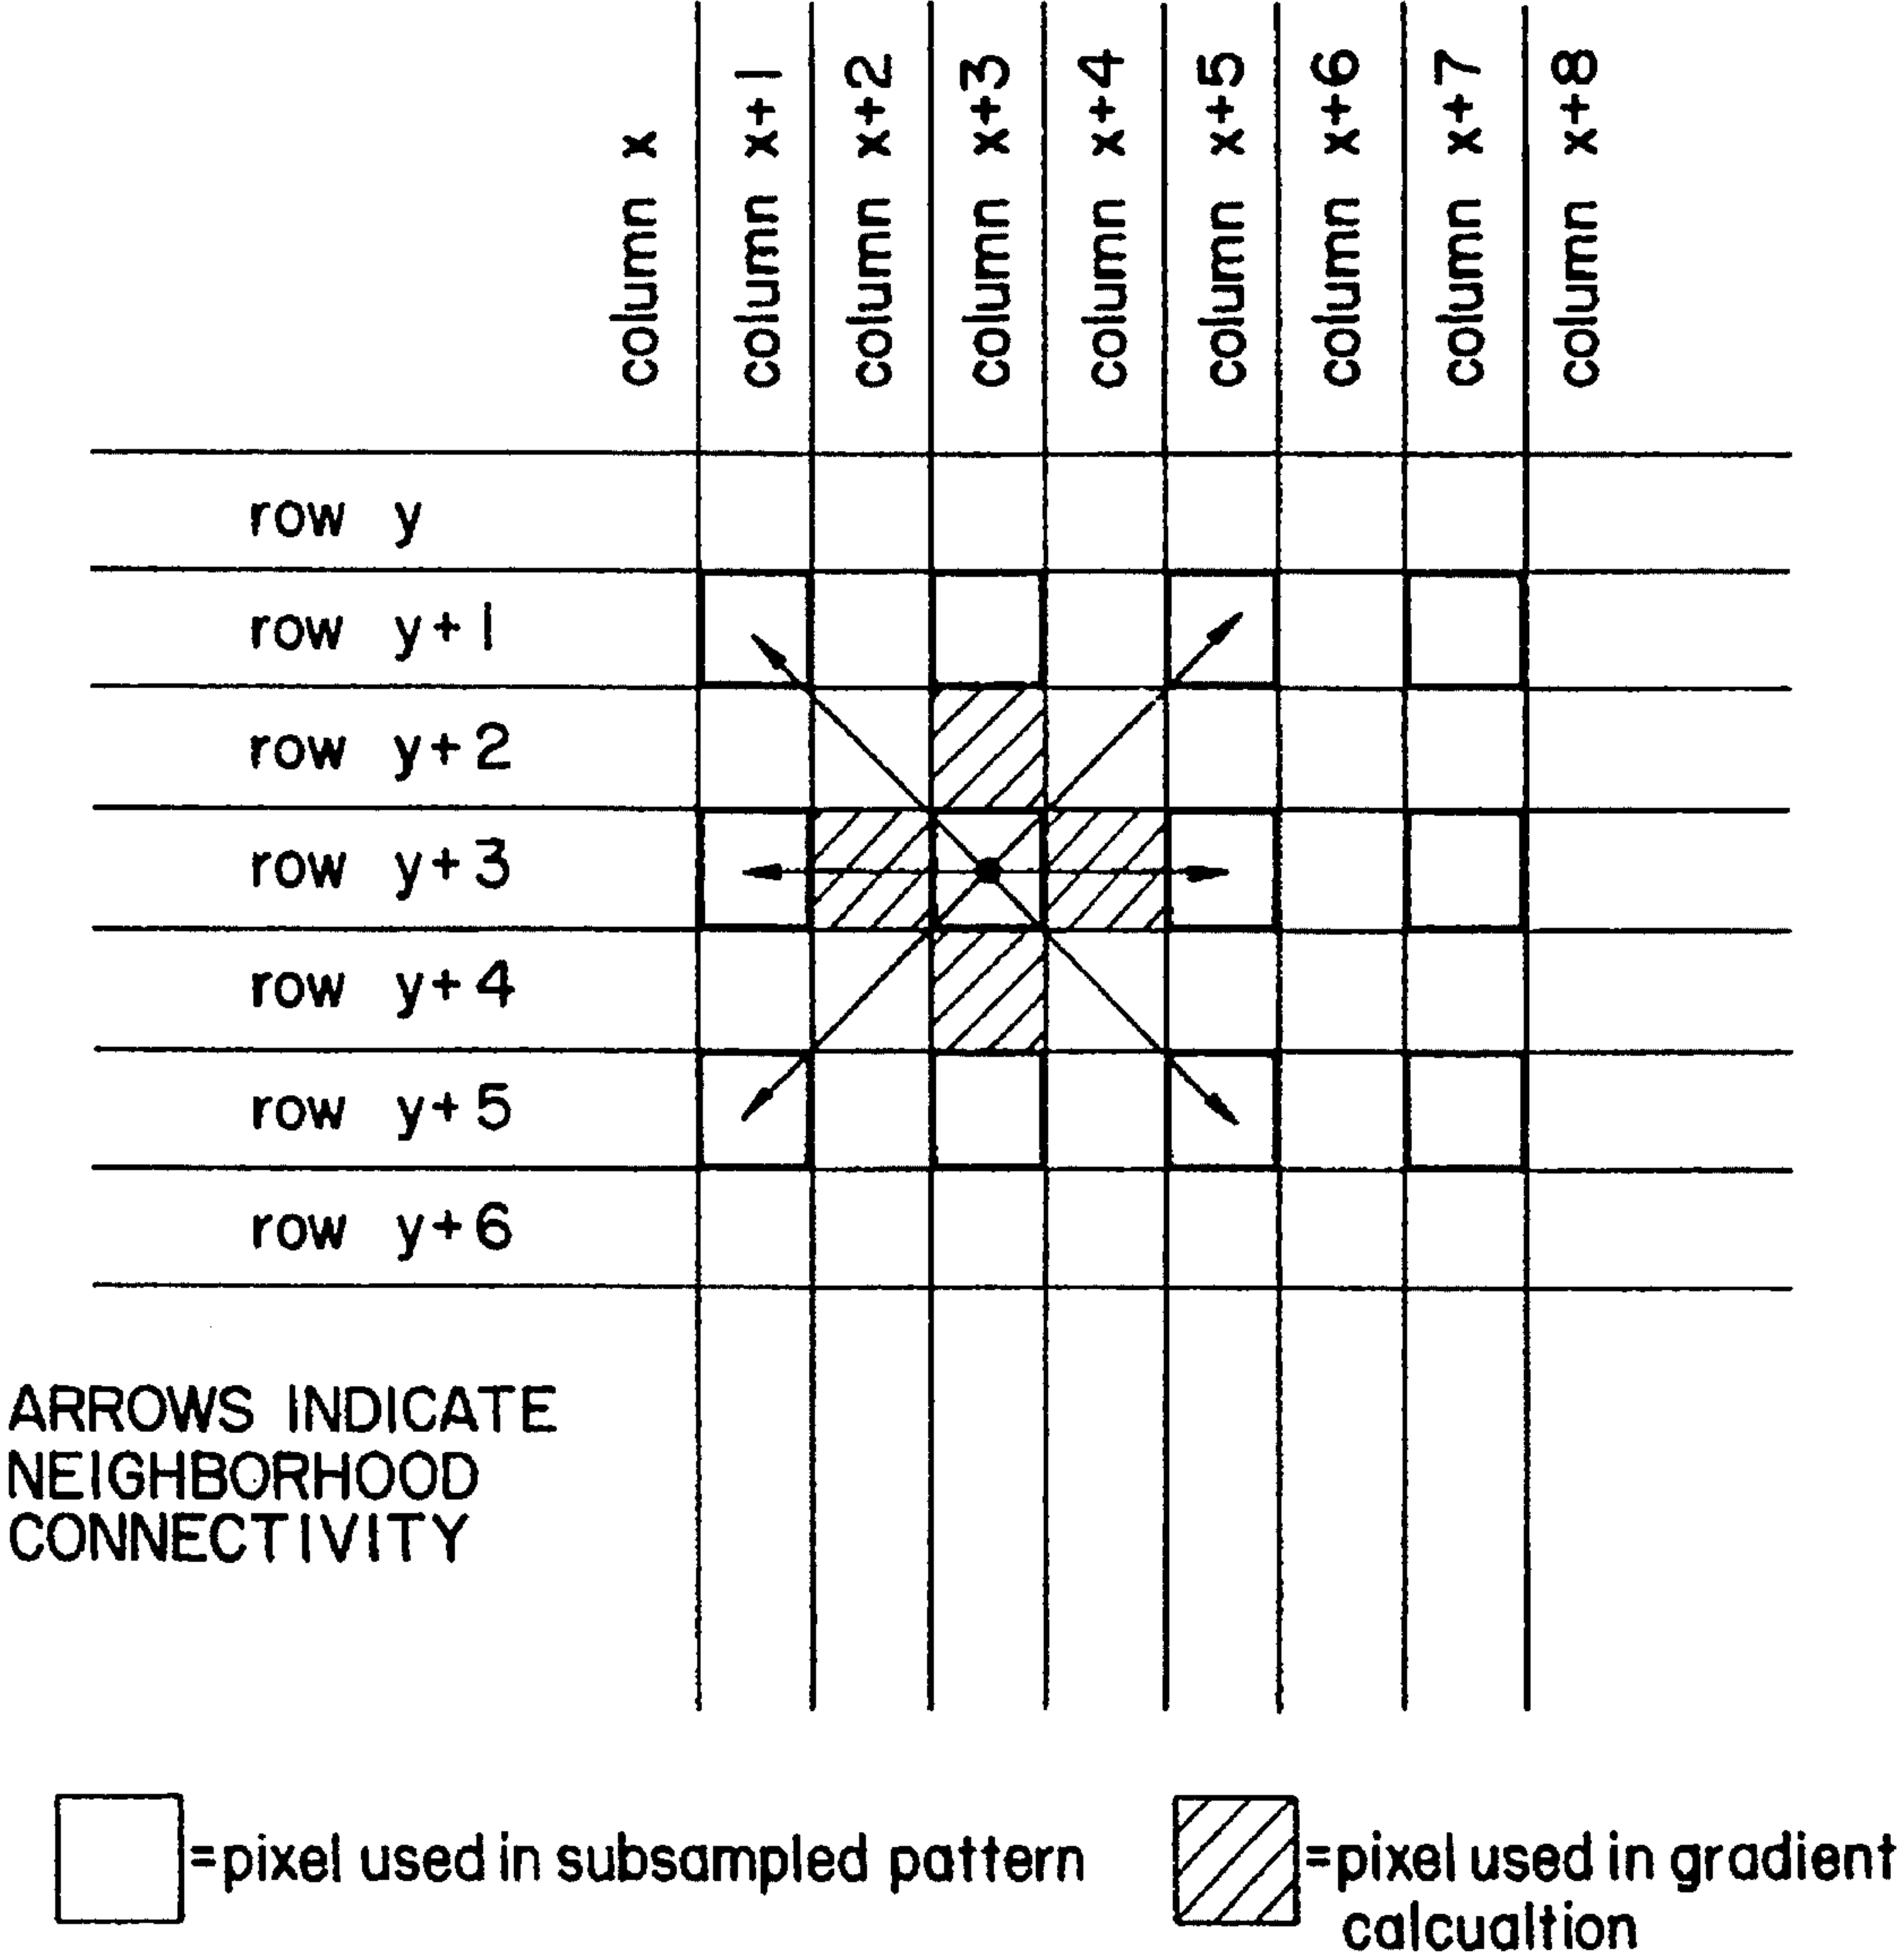 column x
column x+1
column x+2
column x+3
column x+4
column x+5
column x+6
column x+7
column x+8
row y
row y+1
row y+2
row y+3
row y+4
row y+5
row y+6
ARROWS INDICATE
NEIGHBORHOOD
CONNECTIVITY
=pixel used in subsampled pattern
=pixel used in gradient
calcualtion